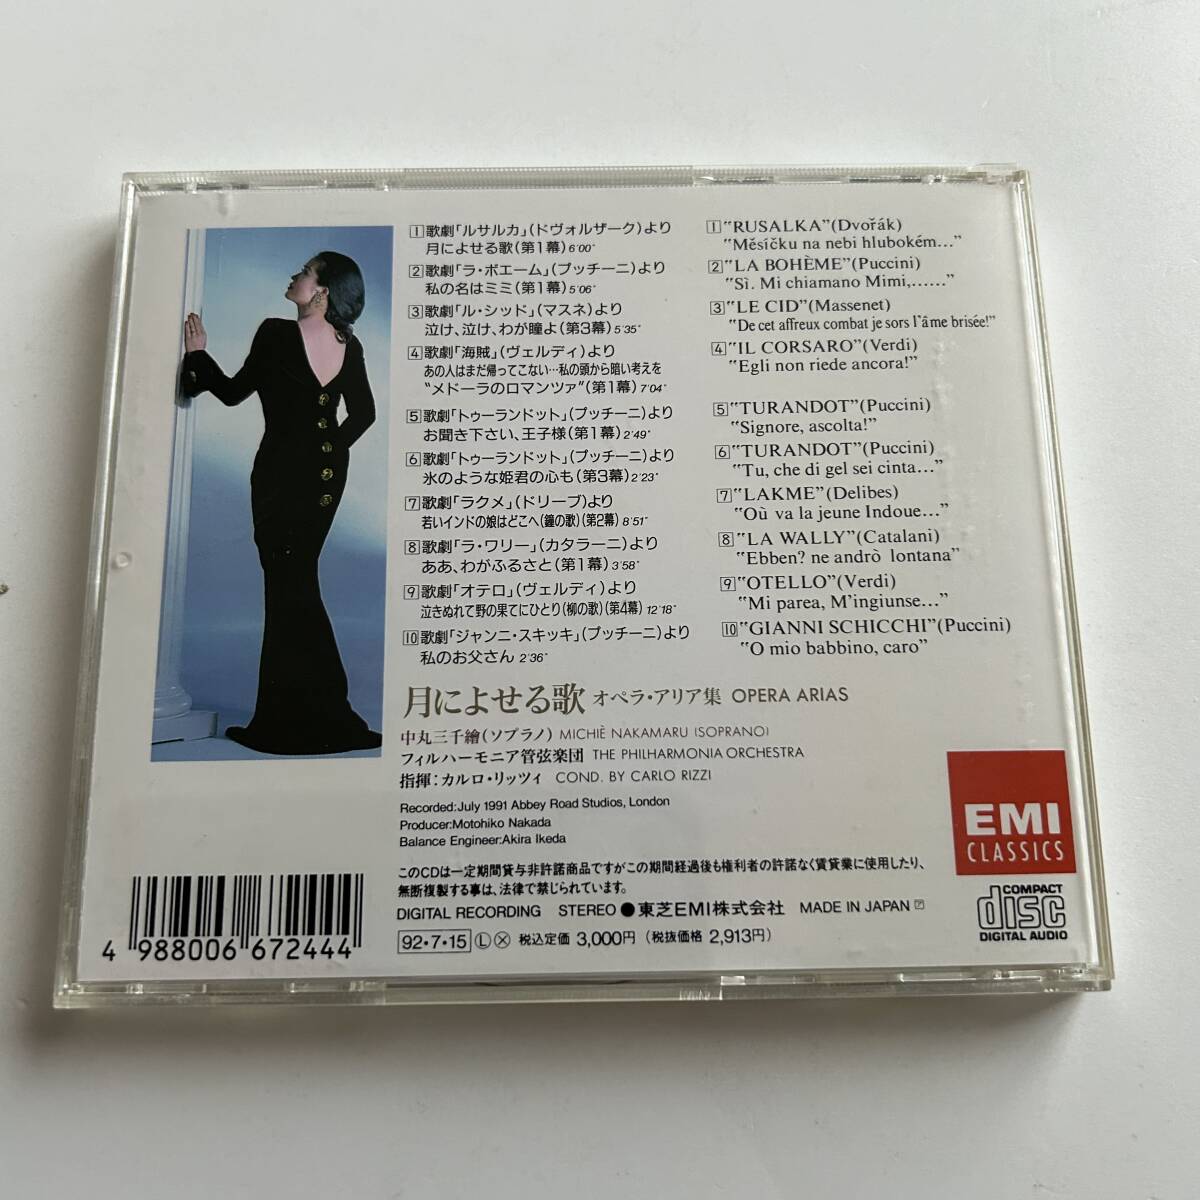 1 歌劇「ルサルカ」(ドヴォルザーク)より
月によせる歌(第1幕) 6'00"
2 歌劇「ラ・ボエーム」(プッチーニ)より
私の名はミミ(第1幕) 5'06"
3 歌劇「ル・シッド」(マスネ)より
泣け、泣け、わが瞳よ(第3幕) 5'35"
4 歌劇「海賊」(ヴェルディ)より
あの人はまだ帰ってこない…私の頭から暗い考えを
"メドーラのロマンツァ"(第1幕) 7'04"
5 歌劇「トゥーランドット」(プッチーニ)より
お聞き下さい、王子様(第1幕) 2'49"
6 歌劇「トゥーランドット」(プッチーニ)より
氷のような姫君の心も(第3幕) 2'23"
7 歌劇「ラクメ」(ドリーブ)より
若いインドの娘はどこへ(鐘の歌)(第2幕) 8'51"
8 歌劇「ラ・ワリー」(カタラーニ)より
ああ、わがふるさと(第1幕) 3'58"
9 歌劇「オテロ」(ヴェルディ)より
泣きぬれて野の果てにひとり(柳の歌)(第4幕) 12'18"
10 歌劇「ジャンニ・スキッキ」(プッチーニ)より
私のお父さん 2'36"
1 "RUSALKA"(Dvořák)
"Měsíčku na nebi hlubokém…"
2 "LA BOHÈME"(Puccini)
"Sì. Mi chiamano Mimi,……"
3 "LE CID"(Massenet)
"De cet affreux combat je sors l'âme brisée!"
4 "IL CORSARO"(Verdi)
"Egli non riede ancora!"
5 "TURANDOT"(Puccini)
"Signore, ascolta!"
6 "TURANDOT"(Puccini)
"Tu, che di gel sei cinta…"
7 "LAKME"(Delibes)
"Où va la jeune Indoue…"
8 "LA WALLY"(Catalani)
"Ebben? ne andrò lontana"
9 "OTELLO"(Verdi)
"Mi parea, M'ingiunse…"
10 "GIANNI SCHICCHI"(Puccini)
"O mio babbino, caro"
月によせる歌 オペラ・アリア集 OPERA ARIAS
中丸三千繪(ソプラノ) MICHIÈ NAKAMARU (SOPRANO)
フィルハーモニア管弦楽団 THE PHILHARMONIA ORCHESTRA
指揮:カルロ・リッツィ COND. BY CARLO RIZZI
Recorded:July 1991 Abbey Road Studios, London
Producer:Motohiko Nakada
Balance Engineer:Akira Ikeda
EMI
CLASSICS
このCDは一定期間貸与非許諾商品ですがこの期間経過後も権利者の許諾なく賃貸業に使用したり、
無断複製する事は、法律で禁じられています。
DIGITAL RECORDING STEREO ●東芝EMI株式会社 MADE IN JAPAN Ⓟ
92・7・15 Ⓛ Ⓧ 税込定価 3,000円 (税抜価格 2,913円)
COMPACT
disc
DIGITAL AUDIO
4 988006 672444